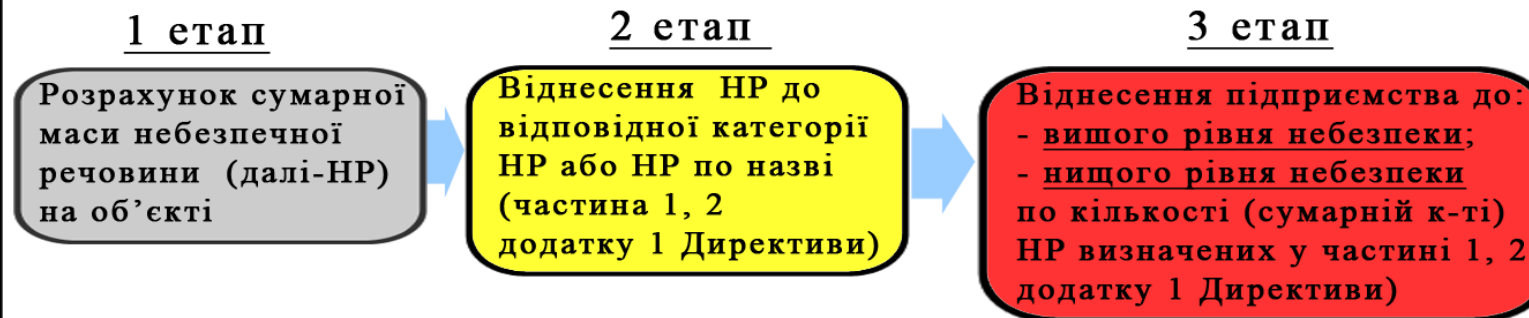 1 етап
Розрахунок сумарної
маси небезпечної
речовини (далі-НР)
на об’єкті
2 етап
Віднесення НР до
відповідної категорії
НР або НР по назві
(частина 1, 2
додатку 1 Директиви)
3 етап
Віднесення підприємства до:
- вишого рівня небезпеки;
- нищого рівня небезпеки
по кількості (сумарній к-ті)
НР визначених у частині 1, 2
додатку 1 Директиви)